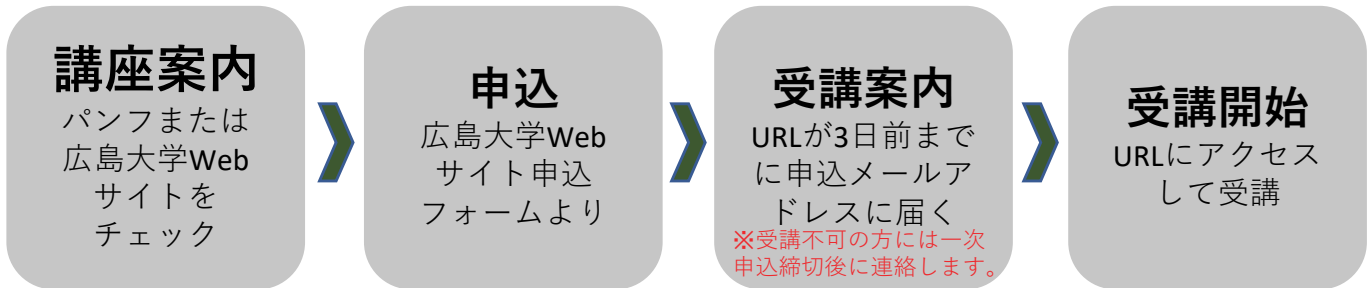 講座案内
パンフまたは
広島大学Web
サイトを
チェック
申込
広島大学Web
サイト申込
フォームより
受講案内
URLが3日前まで
に申込メールア
ドレスに届く
※受講不可の方には一次
申込締切後に連絡します。
受講開始
URLにアクセス
して受講